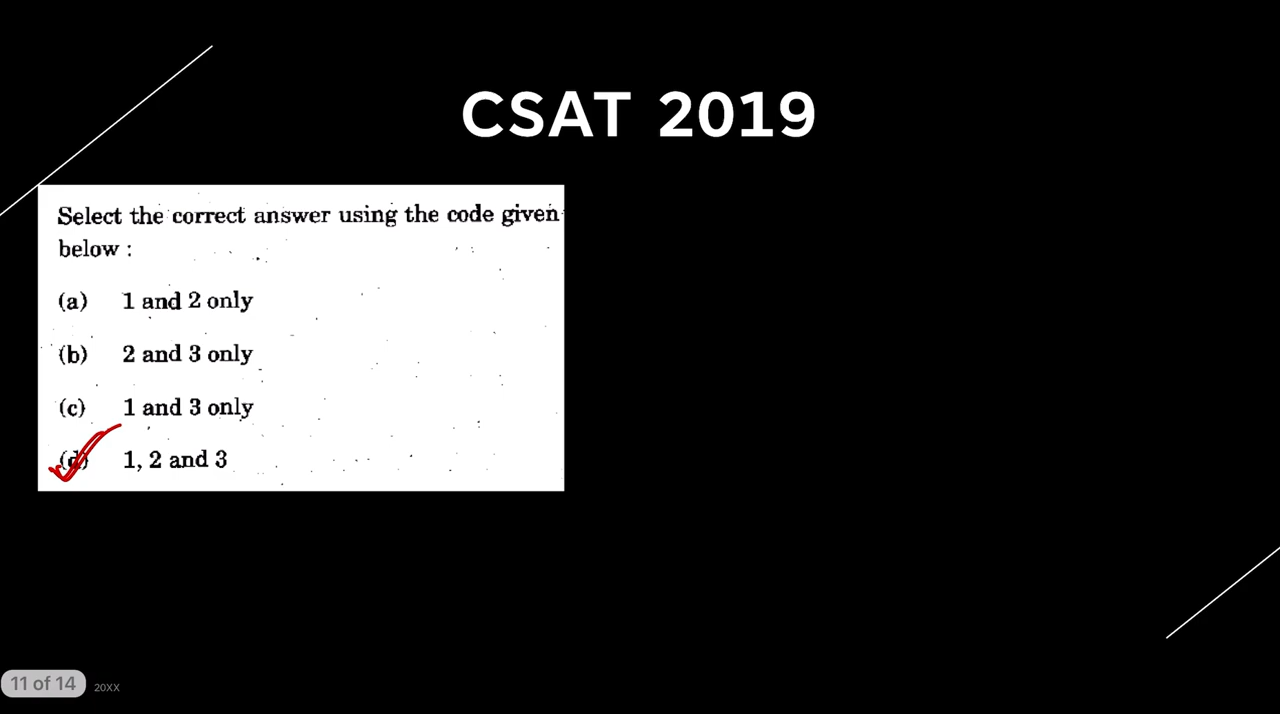 CSAT 2019
Select the correct answer using the code given
below :
(a) 1 and 2 only
(b) 2 and 3 only
(c) 1 and 3 only
(d) 1, 2 and 3
11 of 14
20XX